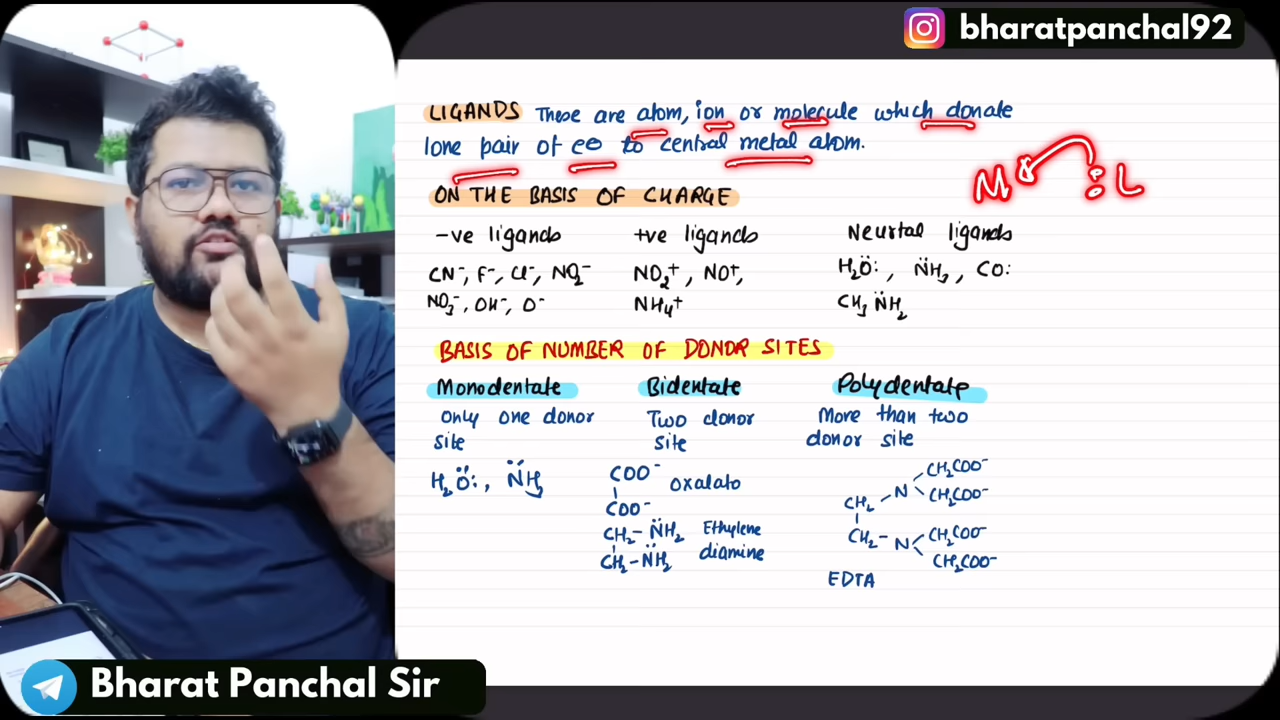 bharatpanchal92
LIGANDS These are atom, ion or molecule which donate
lone pair of e⊖ to central metal atom.
M :L
ON THE BASIS OF CHARGE
-ve ligands +ve ligands Neurtal ligands
CN⁻, F⁻, Cl⁻, NO₂⁻ NO₂⁺, NO⁺, H₂Ö:, N̈H₃, CO:
NO₃⁻, OH⁻, O⁻ NH₄⁺ CH₃N̈H₂
BASIS OF NUMBER OF DONOR SITES
Monodentate Bidentate Polydentate
Only one donor Two donor More than two
site site donor site
H₂Ö:, N̈H₃ COO⁻ oxalato CH₂COO⁻
COO⁻ CH₂-N CH₂COO⁻
CH₂-N̈H₂ Ethylene CH₂-N CH₂COO⁻
CH₂-N̈H₂ diamine CH₂COO⁻
EDTA
Bharat Panchal Sir